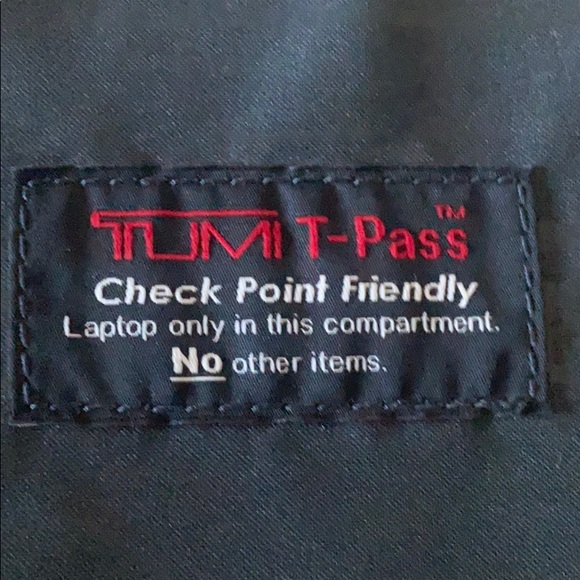 TUMI T-Pass™
Check Point Friendly
Laptop only in this compartment.
No other items.